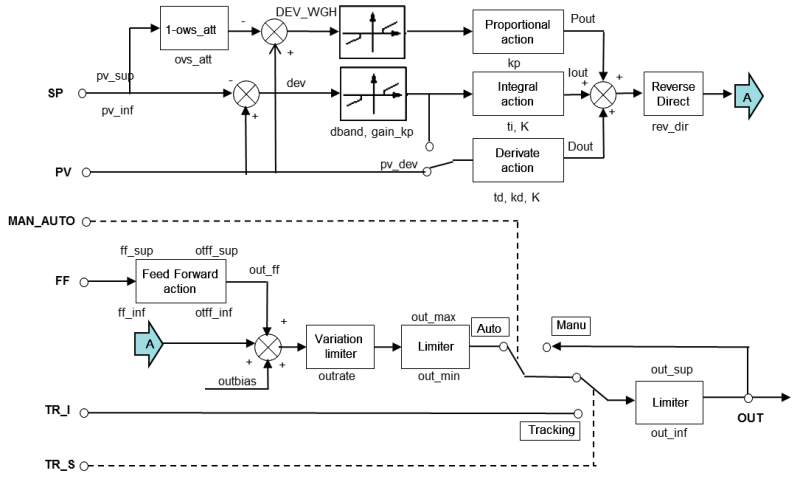 DEV_WGH
1-ows_att
ovs_att
-
+
Proportional
action
kp
Pout
pv_sup
SP
pv_inf
-
+
dev
dband, gain_kp
Integral
action
ti, K
Iout
+
+
+
Reverse
Direct
rev_dir
A
PV
pv_dev
Derivate
action
td, kd, K
Dout
MAN_AUTO
ff_sup
otff_sup
FF
Feed Forward
action
out_ff
ff_inf
otff_inf
A
+
+
+
outbias
Variation
limiter
outrate
out_max
Limiter
out_min
Auto
Manu
out_sup
Limiter
out_inf
OUT
TR_I
Tracking
TR_S